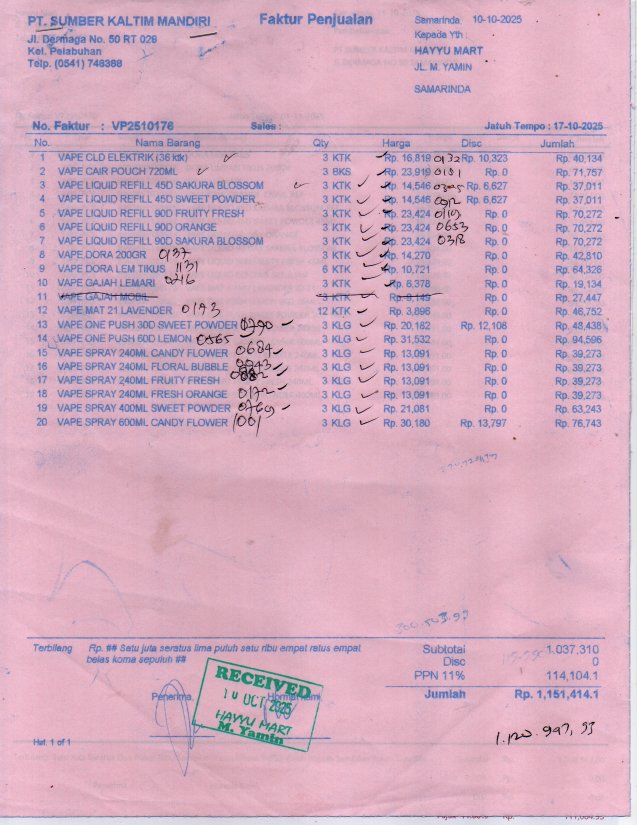 PT. SUMBER KALTIM MANDIRI
Jl. Dermaga No. 50 RT 026
Kel. Pelabuhan
Telp. (0541) 746388
Faktur Penjualan
Samarinda 10-10-2025
Kepada Yth :
HAYYU MART
JL. M. YAMIN
SAMARINDA
No. Faktur : VP2510176 Sales : Jatuh Tempo : 17-10-2025
No. Nama Barang Qty Harga Disc Jumlah
1 VAPE CLD ELEKTRIK (36 ktk) 3 KTK Rp. 16,819 0132 Rp. 10,323 Rp. 40,134
2 VAPE CAIR POUCH 720ML 3 BKS Rp. 23,919 0151 Rp. 0 Rp. 71,757
3 VAPE LIQUID REFILL 45D SAKURA BLOSSOM 3 KTK Rp. 14,546 Rp. 6,627 Rp. 37,011
4 VAPE LIQUID REFILL 45D SWEET POWDER 3 KTK Rp. 14,546 Rp. 6,627 Rp. 37,011
5 VAPE LIQUID REFILL 90D FRUITY FRESH 3 KTK Rp. 23,424 Rp. 0 Rp. 70,272
6 VAPE LIQUID REFILL 90D ORANGE 3 KTK Rp. 23,424 0653 Rp. 0 Rp. 70,272
7 VAPE LIQUID REFILL 90D SAKURA BLOSSOM 3 KTK Rp. 23,424 0318 Rp. 0 Rp. 70,272
8 VAPE DORA 200GR 0137 3 KTK Rp. 14,270 Rp. 0 Rp. 42,810
9 VAPE DORA LEM TIKUS 1131 6 KTK Rp. 10,721 Rp. 0 Rp. 64,326
10 VAPE GAJAH LEMARI 0216 3 KTK Rp. 6,378 Rp. 0 Rp. 19,134
11 VAPE GAJAH MOBIL 3 KTK Rp. 9,149 Rp. 0 Rp. 27,447
12 VAPE MAT 21 LAVENDER 0193 12 KTK Rp. 3,896 Rp. 0 Rp. 46,752
13 VAPE ONE PUSH 30D SWEET POWDER 0790 3 KLG Rp. 20,182 Rp. 12,108 Rp. 48,438
14 VAPE ONE PUSH 60D LEMON 0565 3 KLG Rp. 31,532 Rp. 0 Rp. 94,596
15 VAPE SPRAY 240ML CANDY FLOWER 0684 3 KLG Rp. 13,091 Rp. 0 Rp. 39,273
16 VAPE SPRAY 240ML FLORAL BUBBLE 3 KLG Rp. 13,091 Rp. 0 Rp. 39,273
17 VAPE SPRAY 240ML FRUITY FRESH 3 KLG Rp. 13,091 Rp. 0 Rp. 39,273
18 VAPE SPRAY 240ML FRESH ORANGE 0172 3 KLG Rp. 13,091 Rp. 0 Rp. 39,273
19 VAPE SPRAY 400ML SWEET POWDER 0769 3 KLG Rp. 21,081 Rp. 0 Rp. 63,243
20 VAPE SPRAY 600ML CANDY FLOWER 1001 3 KLG Rp. 30,180 Rp. 13,797 Rp. 76,743
Terbilang Rp. ## Satu juta seratus lima puluh satu ribu empat ratus empat
belas koma sepuluh ##
Subtotal 1,037,310
Disc 0
PPN 11% 114,104.1
Jumlah Rp. 1,151,414.1
Penerima, Hormat kami
RECEIVED
10 OCT 2025
HAYYU MART
M. Yamin
1.120.947,93
Hal. 1 of 1